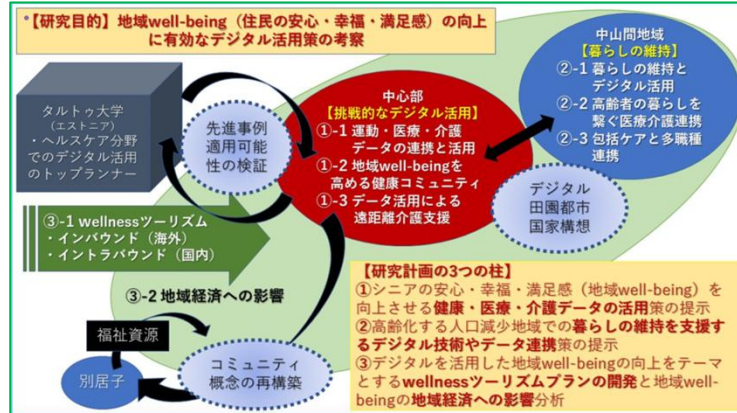 【研究目的】地域well-being（住民の安心・幸福・満足感）の向上
に有効なデジタル活用策の考察
タルトゥ大学
（エストニア）
・ヘルスケア分野
でのデジタル活用
のトップランナー
先進事例
適用可能
性の検証
中心部
【挑戦的なデジタル活用】
①-1 運動・医療・介護
データの連携と活用
①-2 地域well-beingを
高める健康コミュニティ
①-3 データ活用による
遠距離介護支援
中山間地域
【暮らしの維持】
②-1 暮らしの維持と
デジタル活用
②-2 高齢者の暮らしを
繋ぐ医療介護連携
②-3 包括ケアと多職種
連携
デジタル
田園都市
国家構想
③-1 wellnessツーリズム
・インバウンド（海外）
・イントラバウンド（国内）
③-2 地域経済への影響
福祉資源
別居子
コミュニティ
概念の再構築
【研究計画の3つの柱】
①シニアの安心・幸福・満足感（地域well-being）を
向上させる健康・医療・介護データの活用策の提示
②高齢化する人口減少地域での暮らしの維持を支援す
るデジタル技術やデータ連携策の提示
③デジタルを活用した地域well-beingの向上をテーマ
とするwellnessツーリズムプランの開発と地域well-
beingの地域経済への影響分析